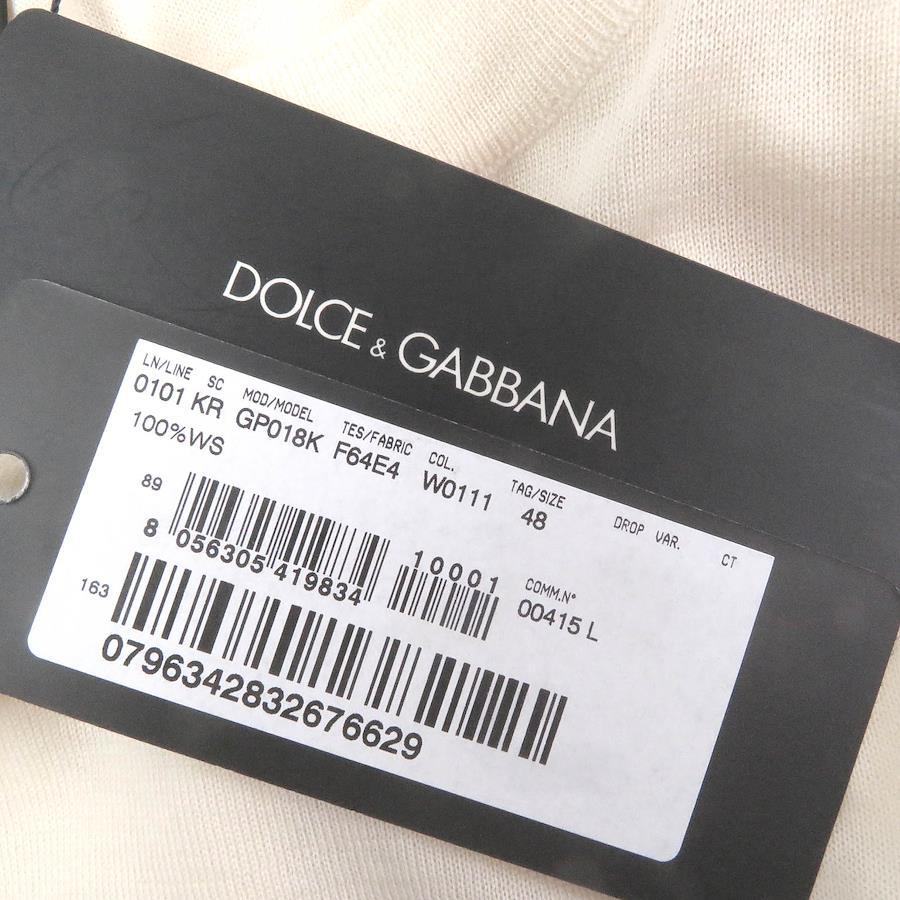 DOLCE & GABBANA
LN/LINE SC MOD/MODEL TES/FABRIC COL. TAG/SIZE DROP VAR. CT
0101 KR GP018K F64E4 W0111 48
100%WS
89
8 056305 419834 10001
COMM.N°
00415 L
163
0796342832676629